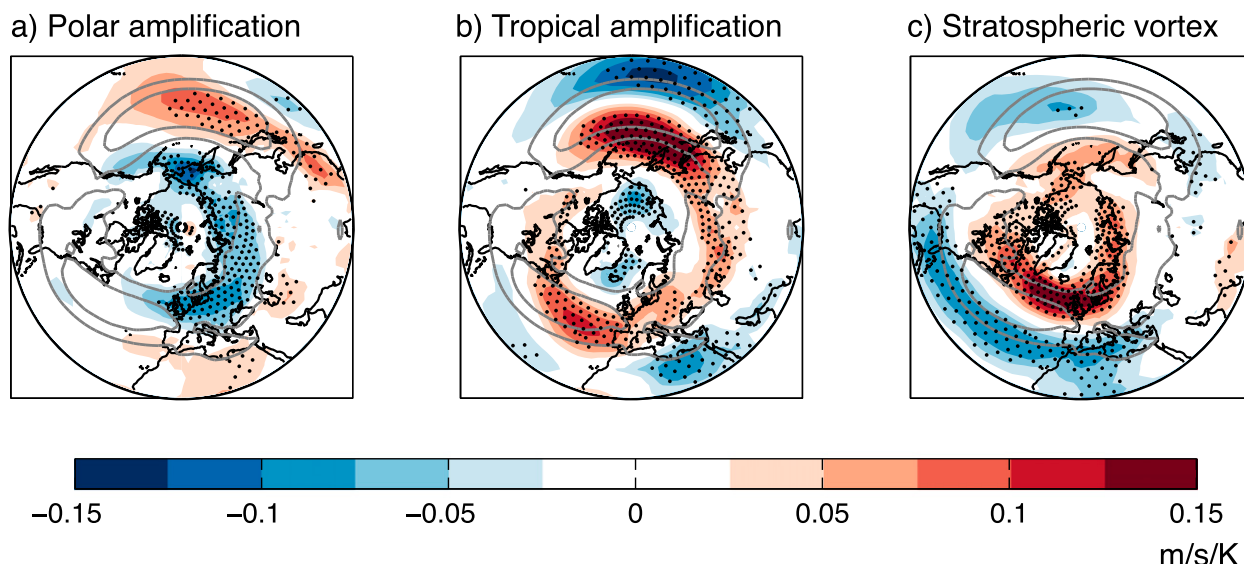 a) Polar amplification
b) Tropical amplification
c) Stratospheric vortex
−0.15 −0.1 −0.05 0 0.05 0.1 0.15
m/s/K